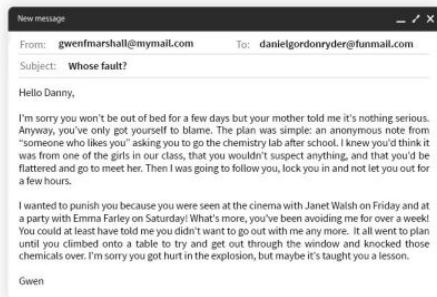 New message
From: gwenfmarshall@mymail.com To: danielgordonryder@funmail.com
Subject: Whose fault?
Hello Danny,
I'm sorry you won't be out of bed for a few days but your mother told me it's nothing serious.
Anyway, you've only got yourself to blame. The plan was simple: an anonymous note from
"someone who likes you" asking you to go the chemistry lab after school. I knew you'd think it
was from one of the girls in our class, that you wouldn't suspect anything, and that you'd be
flattered and go to meet her. Then I was going to follow you, lock you in and not let you out for
a few hours.
I wanted to punish you because you were seen at the cinema with Janet Walsh on Friday and at
a party with Emma Farley on Saturday! What's more, you've been avoiding me for over a week!
You could at least have told me you didn't want to go out with me any more. It all went to plan
until you climbed onto a table to try and get out through the window and knocked those
chemicals over. I'm sorry you got hurt in the explosion, but maybe it's taught you a lesson.
Gwen